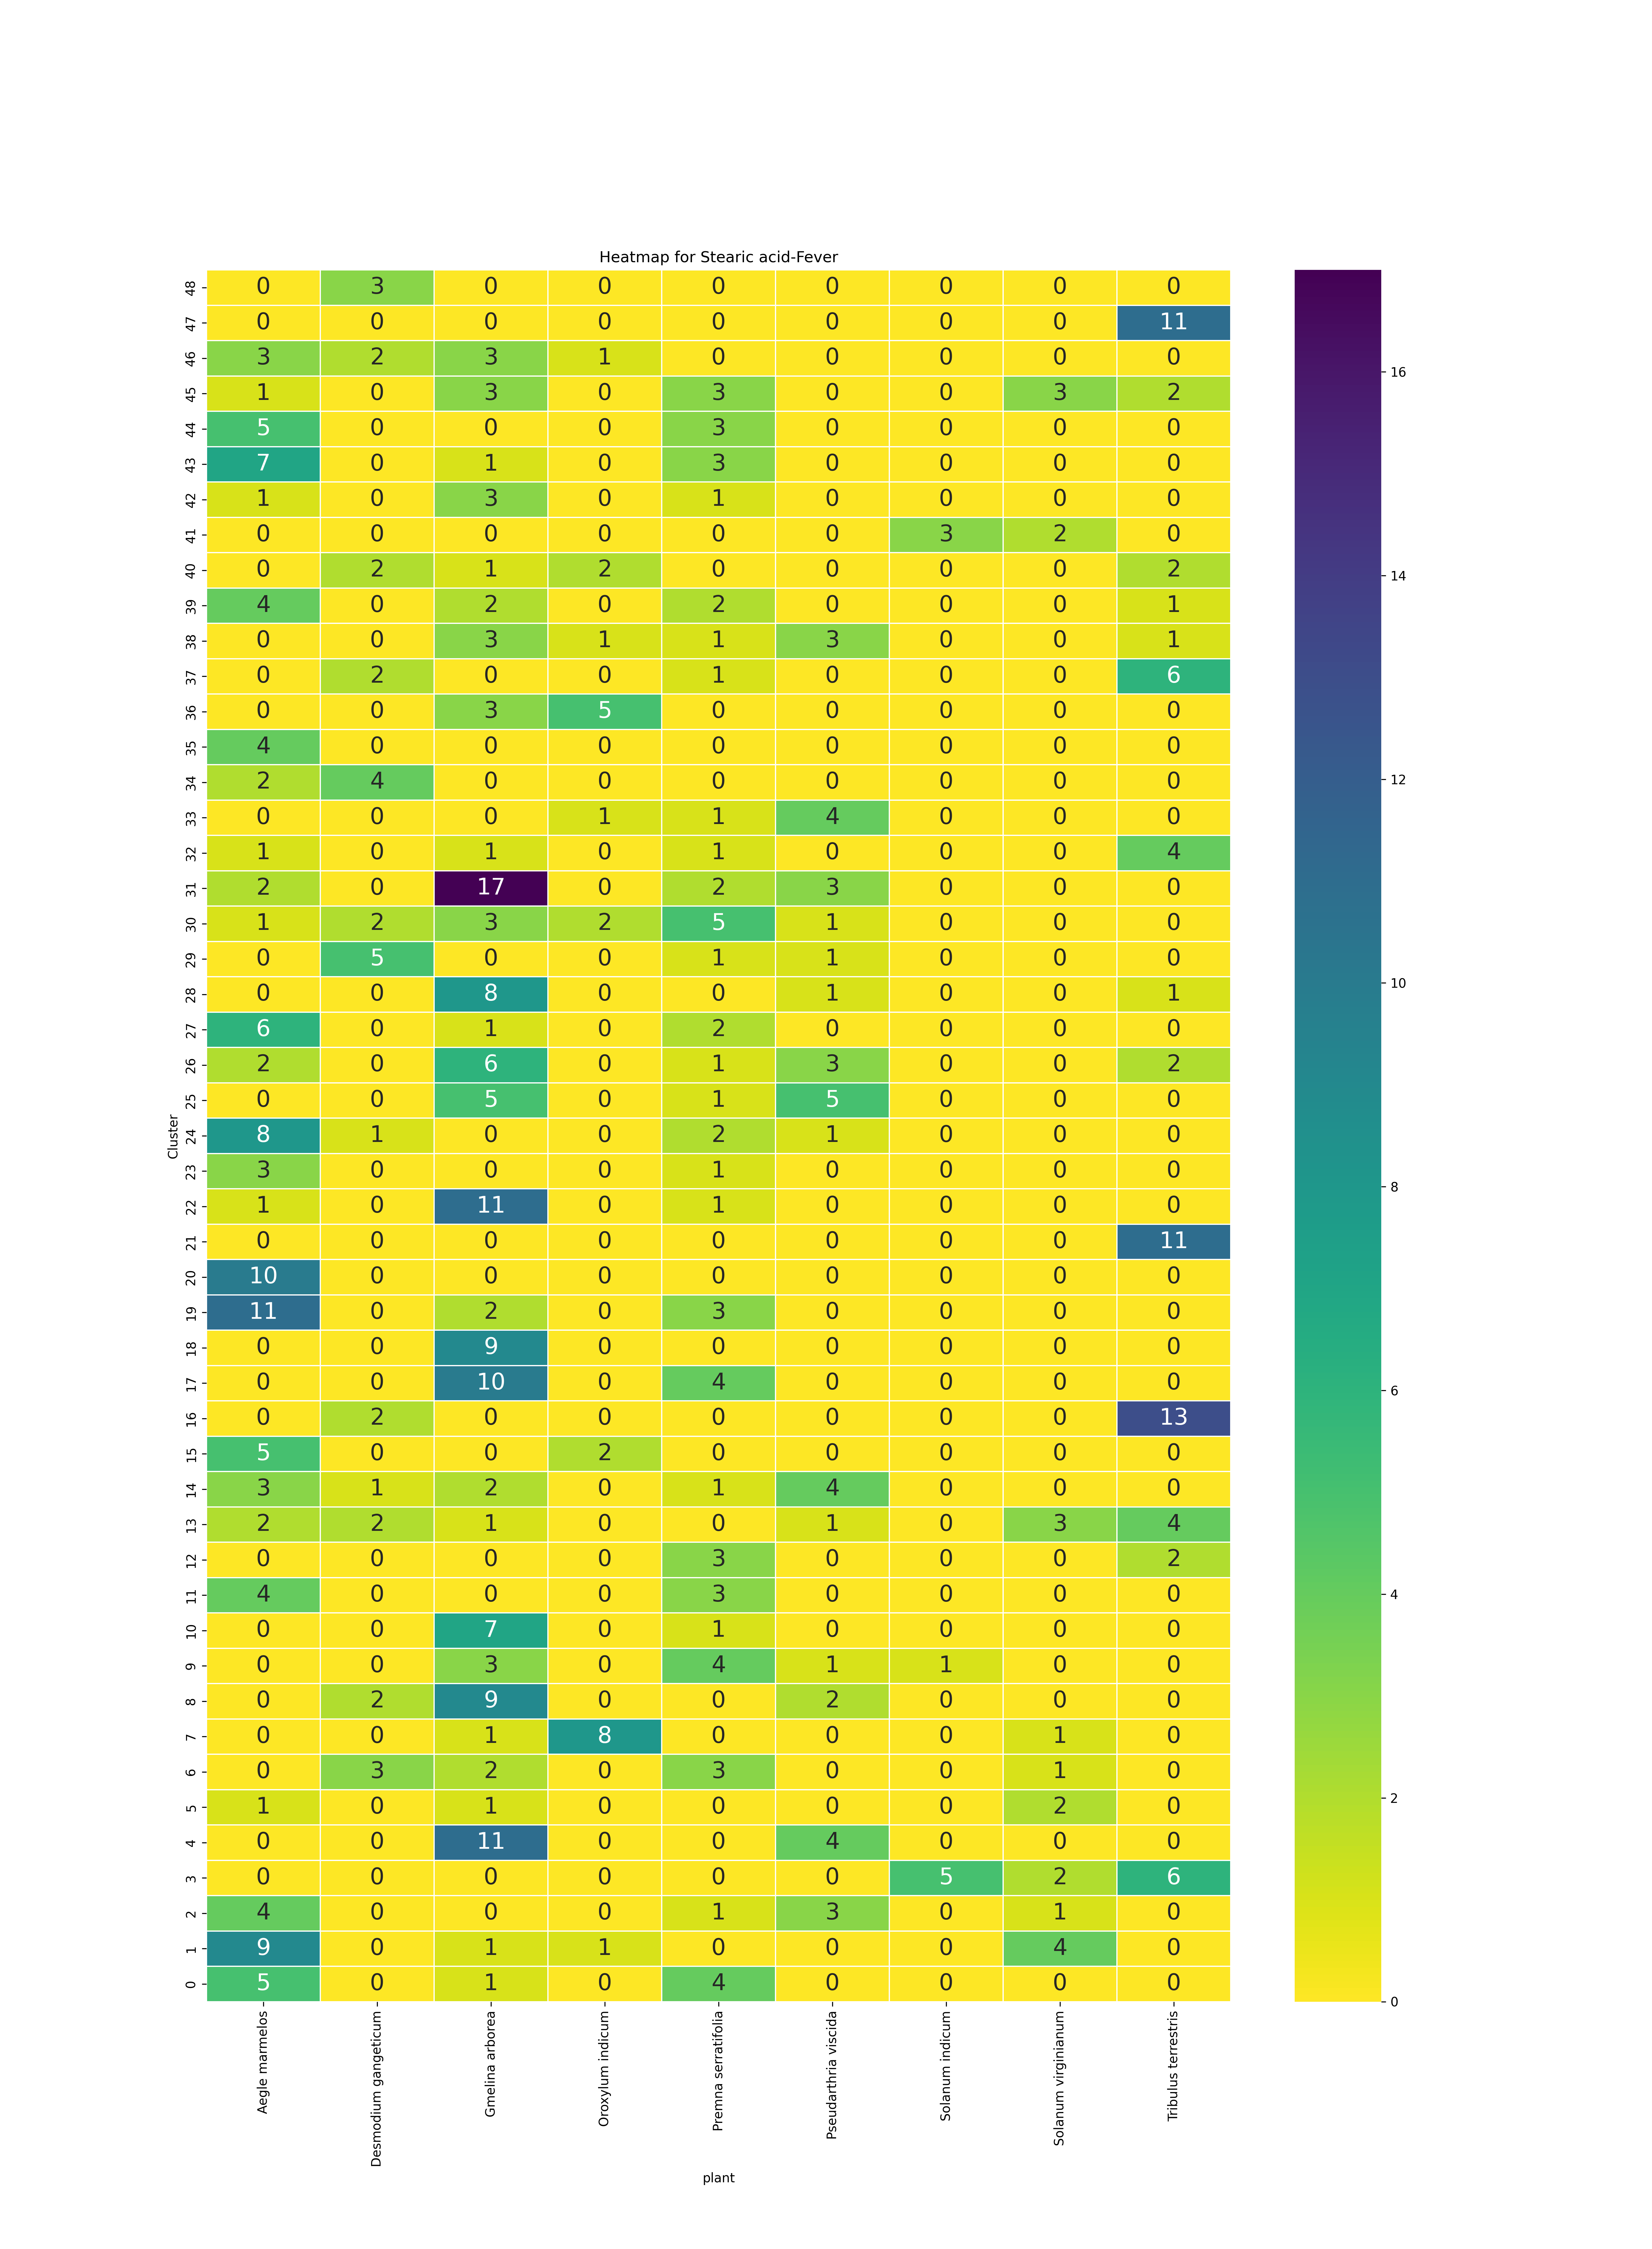 Heatmap for Stearic acid-Fever
48 0 3 0 0 0 0 0 0 0
47 0 0 0 0 0 0 0 0 11
46 3 2 3 1 0 0 0 0 0
45 1 0 3 0 3 0 0 3 2
44 5 0 0 0 3 0 0 0 0
43 7 0 1 0 3 0 0 0 0
42 1 0 3 0 1 0 0 0 0
41 0 0 0 0 0 0 3 2 0
40 0 2 1 2 0 0 0 0 2
39 4 0 2 0 2 0 0 0 1
38 0 0 3 1 1 3 0 0 1
37 0 2 0 0 1 0 0 0 6
36 0 0 3 5 0 0 0 0 0
35 4 0 0 0 0 0 0 0 0
34 2 4 0 0 0 0 0 0 0
33 0 0 0 1 1 4 0 0 0
32 1 0 1 0 1 0 0 0 4
31 2 0 17 0 2 3 0 0 0
30 1 2 3 2 5 1 0 0 0
29 0 5 0 0 1 1 0 0 0
28 0 0 8 0 0 1 0 0 1
27 6 0 1 0 2 0 0 0 0
26 2 0 6 0 1 3 0 0 2
25 0 0 5 0 1 5 0 0 0
24 8 1 0 0 2 1 0 0 0
23 3 0 0 0 1 0 0 0 0
22 1 0 11 0 1 0 0 0 0
21 0 0 0 0 0 0 0 0 11
20 10 0 0 0 0 0 0 0 0
19 11 0 2 0 3 0 0 0 0
18 0 0 9 0 0 0 0 0 0
17 0 0 10 0 4 0 0 0 0
16 0 2 0 0 0 0 0 0 13
15 5 0 0 2 0 0 0 0 0
14 3 1 2 0 1 4 0 0 0
13 2 2 1 0 0 1 0 3 4
12 0 0 0 0 3 0 0 0 2
11 4 0 0 0 3 0 0 0 0
10 0 0 7 0 1 0 0 0 0
9 0 0 3 0 4 1 1 0 0
8 0 2 9 0 0 2 0 0 0
7 0 0 1 8 0 0 0 1 0
6 0 3 2 0 3 0 0 1 0
5 1 0 1 0 0 0 0 2 0
4 0 0 11 0 0 4 0 0 0
3 0 0 0 0 0 0 5 2 6
2 4 0 0 0 1 3 0 1 0
1 9 0 1 1 0 0 0 4 0
0 5 0 1 0 4 0 0 0 0
Cluster
Aegle marmelos
Desmodium gangeticum
Gmelina arborea
Oroxylum indicum
Premna serratifolia
Pseudarthria viscida
Solanum indicum
Solanum virginianum
Tribulus terrestris
plant
16
14
12
10
8
6
4
2
0